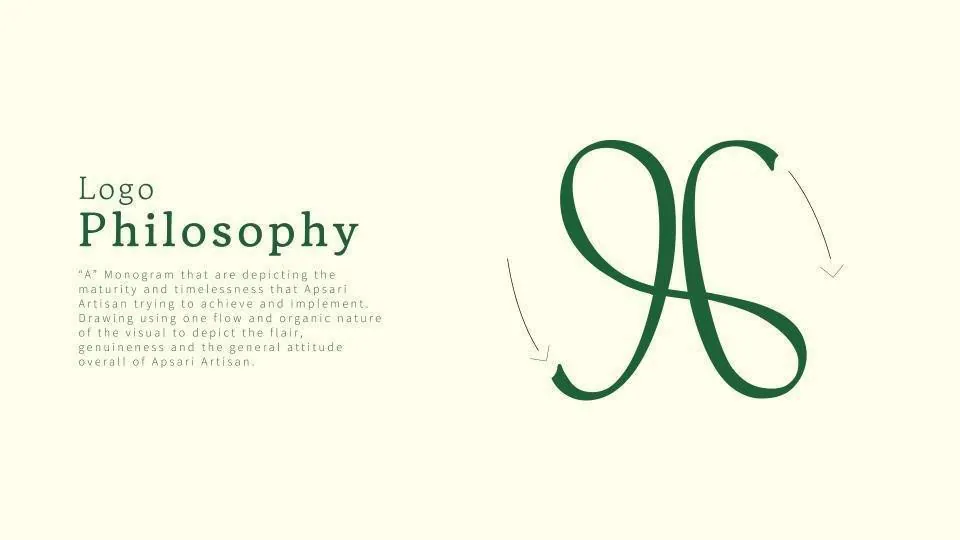 Logo
Philosophy
“A” Monogram that are depicting the
maturity and timelessness that Apsari
Artisan trying to achieve and implement.
Drawing using one flow and organic nature
of the visual to depict the flair,
genuineness and the general attitude
overall of Apsari Artisan.